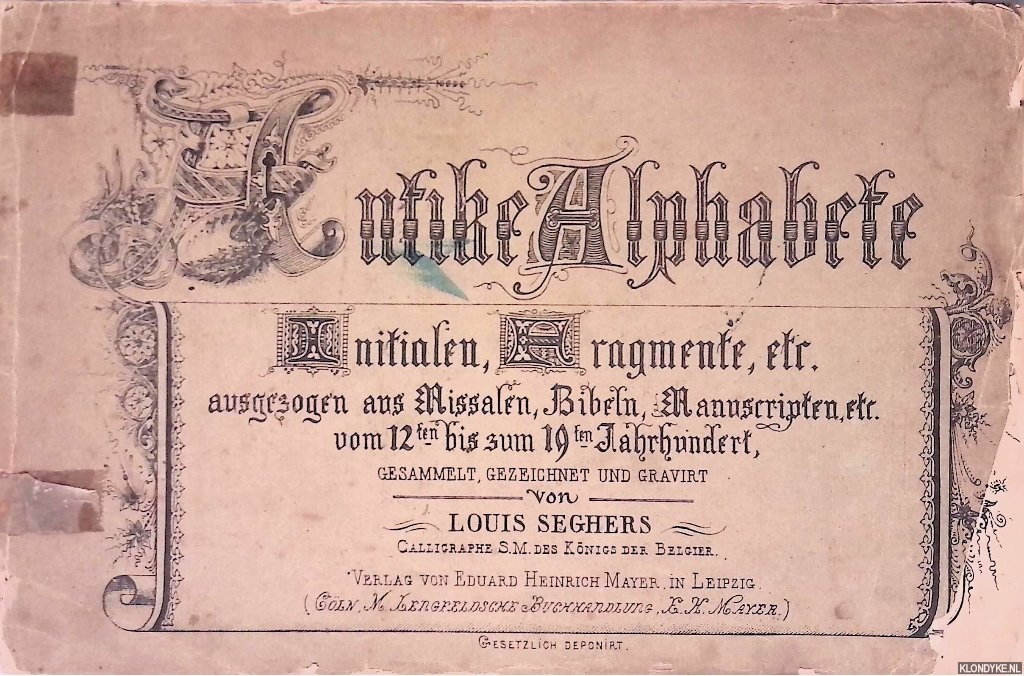 Antike Alphabete
Initialen, Fragmente, etc.
ausgezogen aus Missalen, Bibeln, Manuscripten, etc.
vom 12ten bis zum 19ten Jahrhundert,
GESAMMELT, GEZEICHNET UND GRAVIRT
von
LOUIS SEGHERS
CALLIGRAPHE S.M. DES KÖNIGS DER BELGIER.
VERLAG VON EDUARD HEINRICH MAYER, IN LEIPZIG.
(CÖLN, M. LENGFELDSCHE BUCHHANDLUNG, E. H. MAYER.)
GESETZLICH DEPONIRT.
KLONDYKE.NL